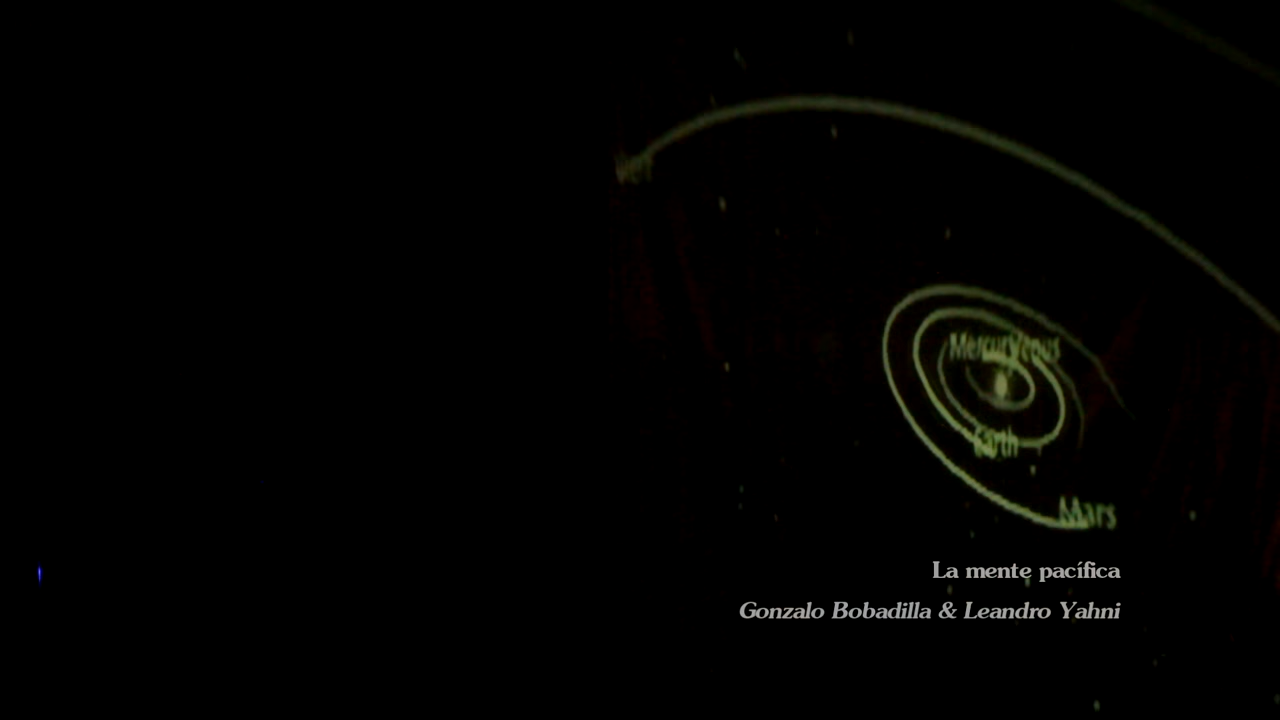 Mercury Venus
Earth
Mars
La mente pacífica
Gonzalo Bobadilla & Leandro Yahni